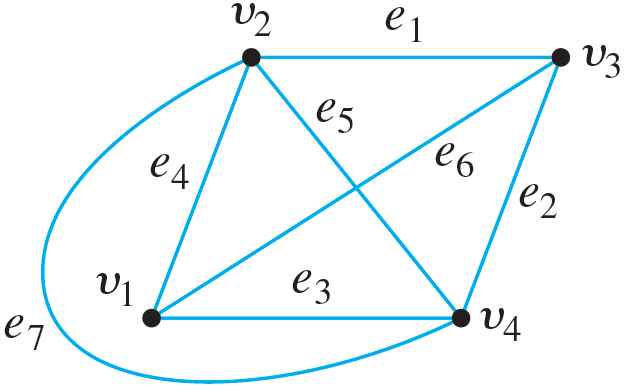 v₂
e₁
v₃
e₅
e₄
e₆
e₂
v₁
e₃
e₇
v₄